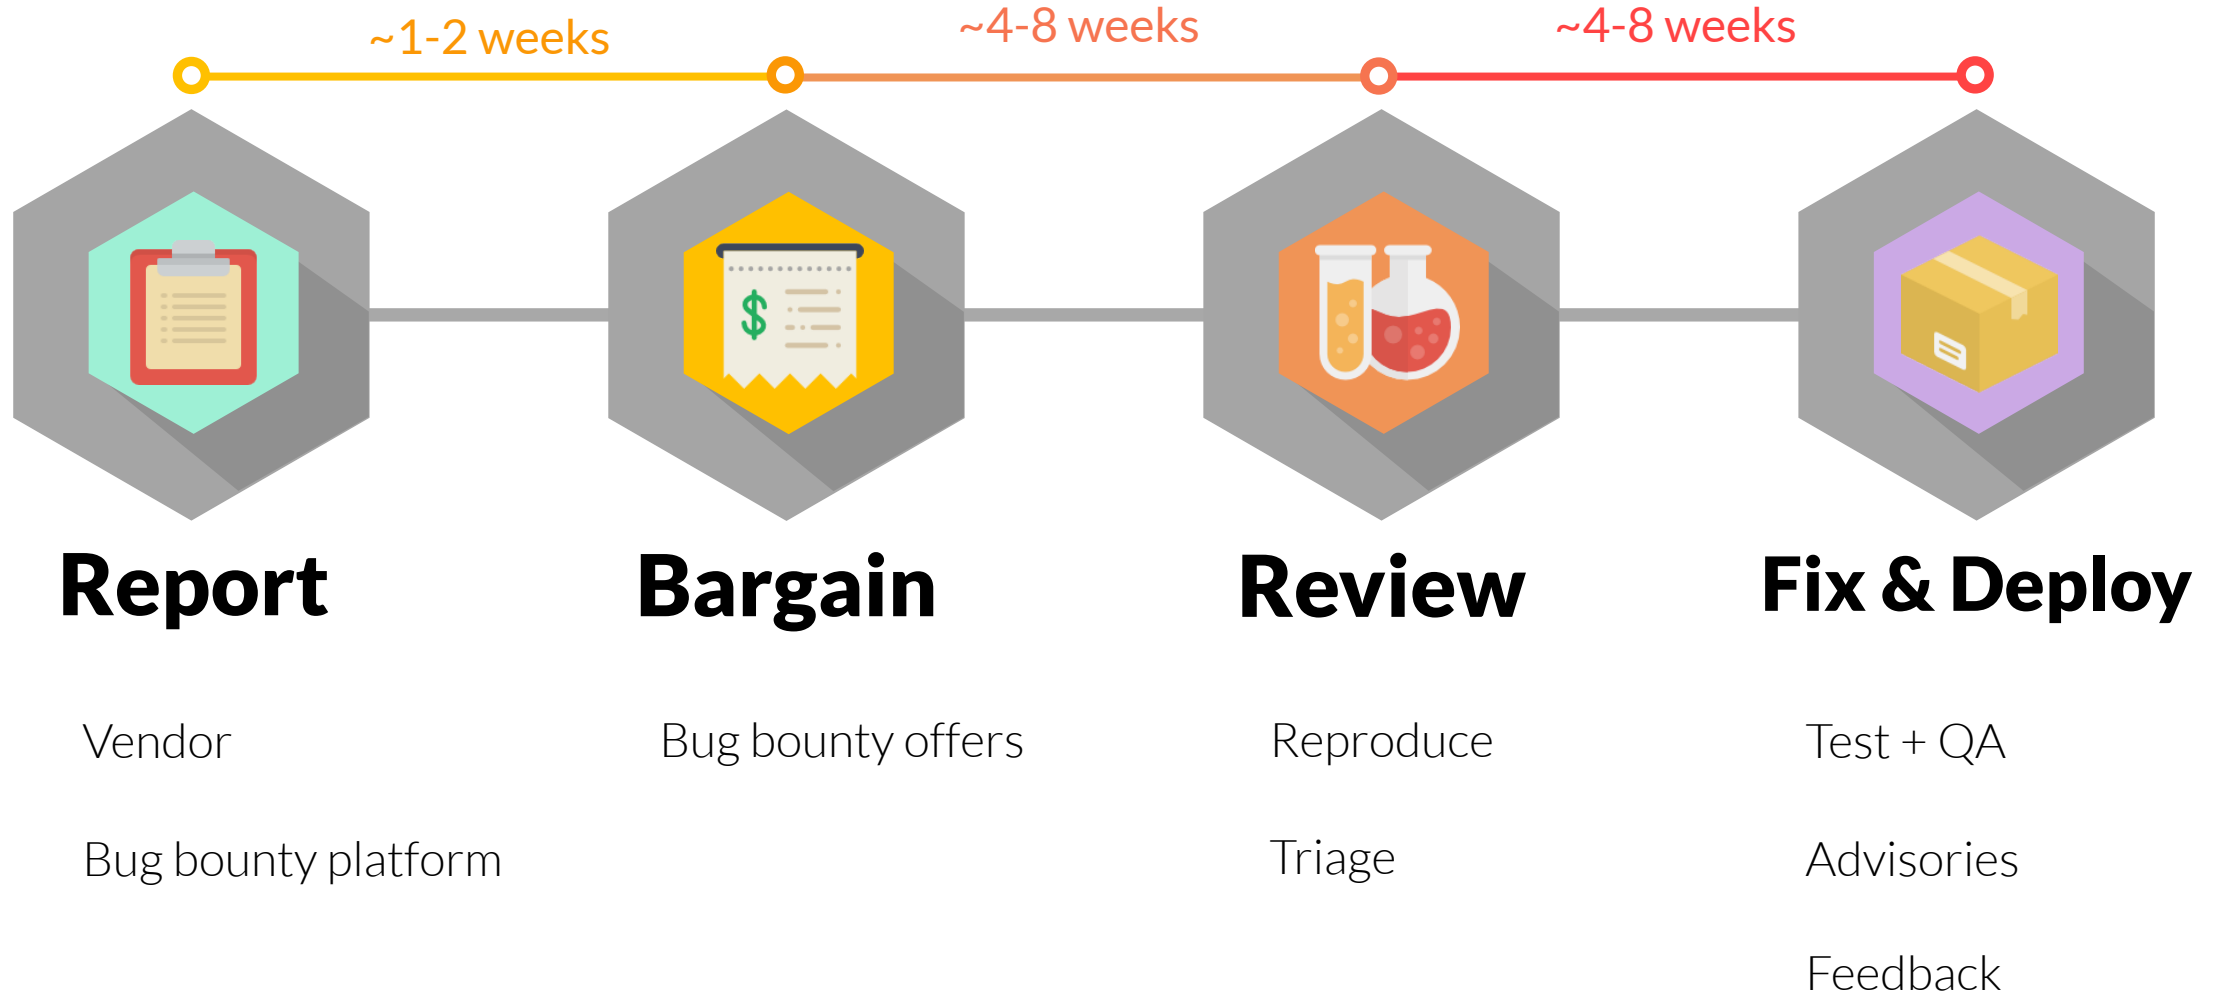 ~1-2 weeks
~4-8 weeks
~4-8 weeks
$
Report
Bargain
Review
Fix & Deploy
Vendor
Bug bounty offers
Reproduce
Test + QA
Bug bounty platform
Triage
Advisories
Feedback